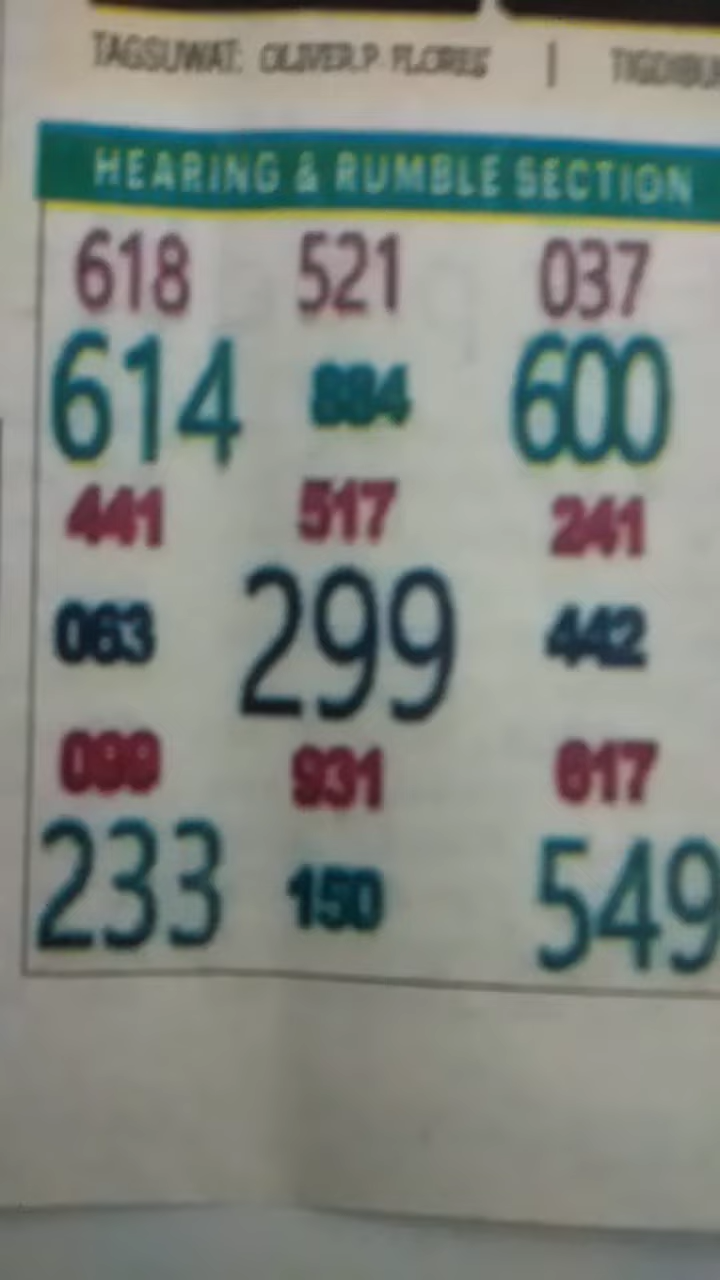 TAGSUWAT: OLIVER P. FLORES |
HEARING & RUMBLE SECTION
618 521 037
614 884 600
441 517 241
063 299 442
931 617
233 150 549